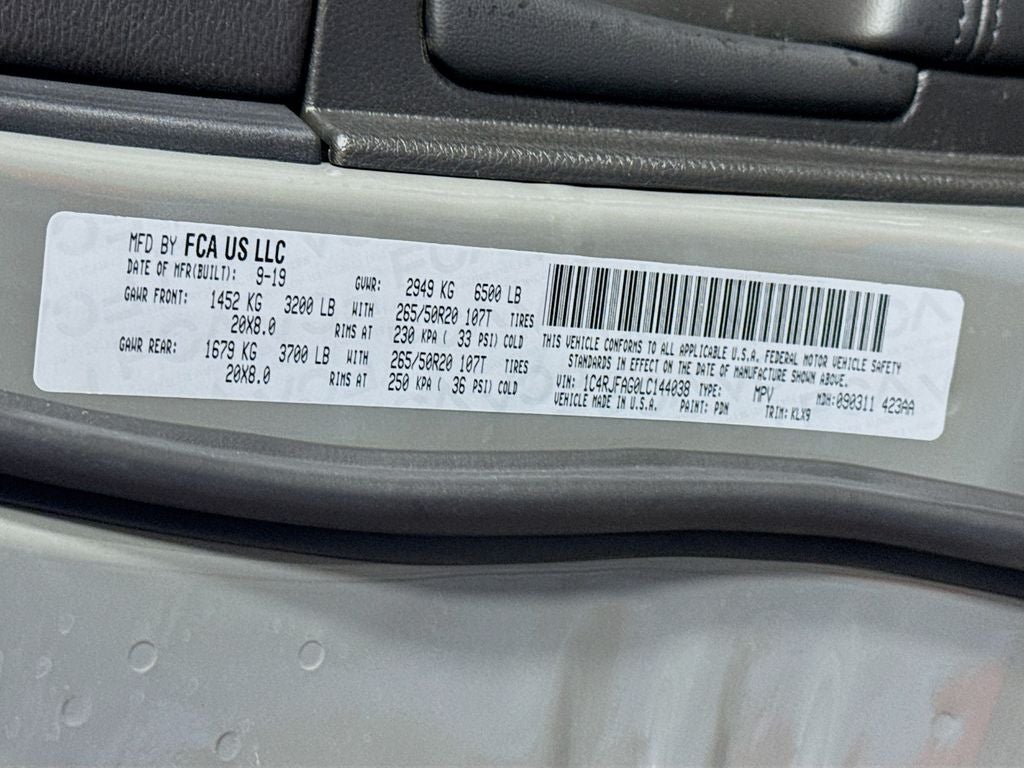 MFD BY FCA US LLC
DATE OF MFR(BUILT): 9-19 GVWR: 2949 KG 6500 LB
GAWR FRONT: 1452 KG 3200 LB WITH 265/50R20 107T TIRES
20X8.0 RIMS AT 230 KPA ( 33 PSI) COLD
GAWR REAR: 1679 KG 3700 LB WITH 265/50R20 107T TIRES
20X8.0 RIMS AT 250 KPA ( 36 PSI) COLD
THIS VEHICLE CONFORMS TO ALL APPLICABLE U.S.A. FEDERAL MOTOR VEHICLE SAFETY
STANDARDS IN EFFECT ON THE DATE OF MANUFACTURE SHOWN ABOVE.
VIN: 1C4RJFAG0LC144038 TYPE: MPV MDH:090311 423AA
VEHICLE MADE IN U.S.A. PAINT: PDN TRIM: KLX9